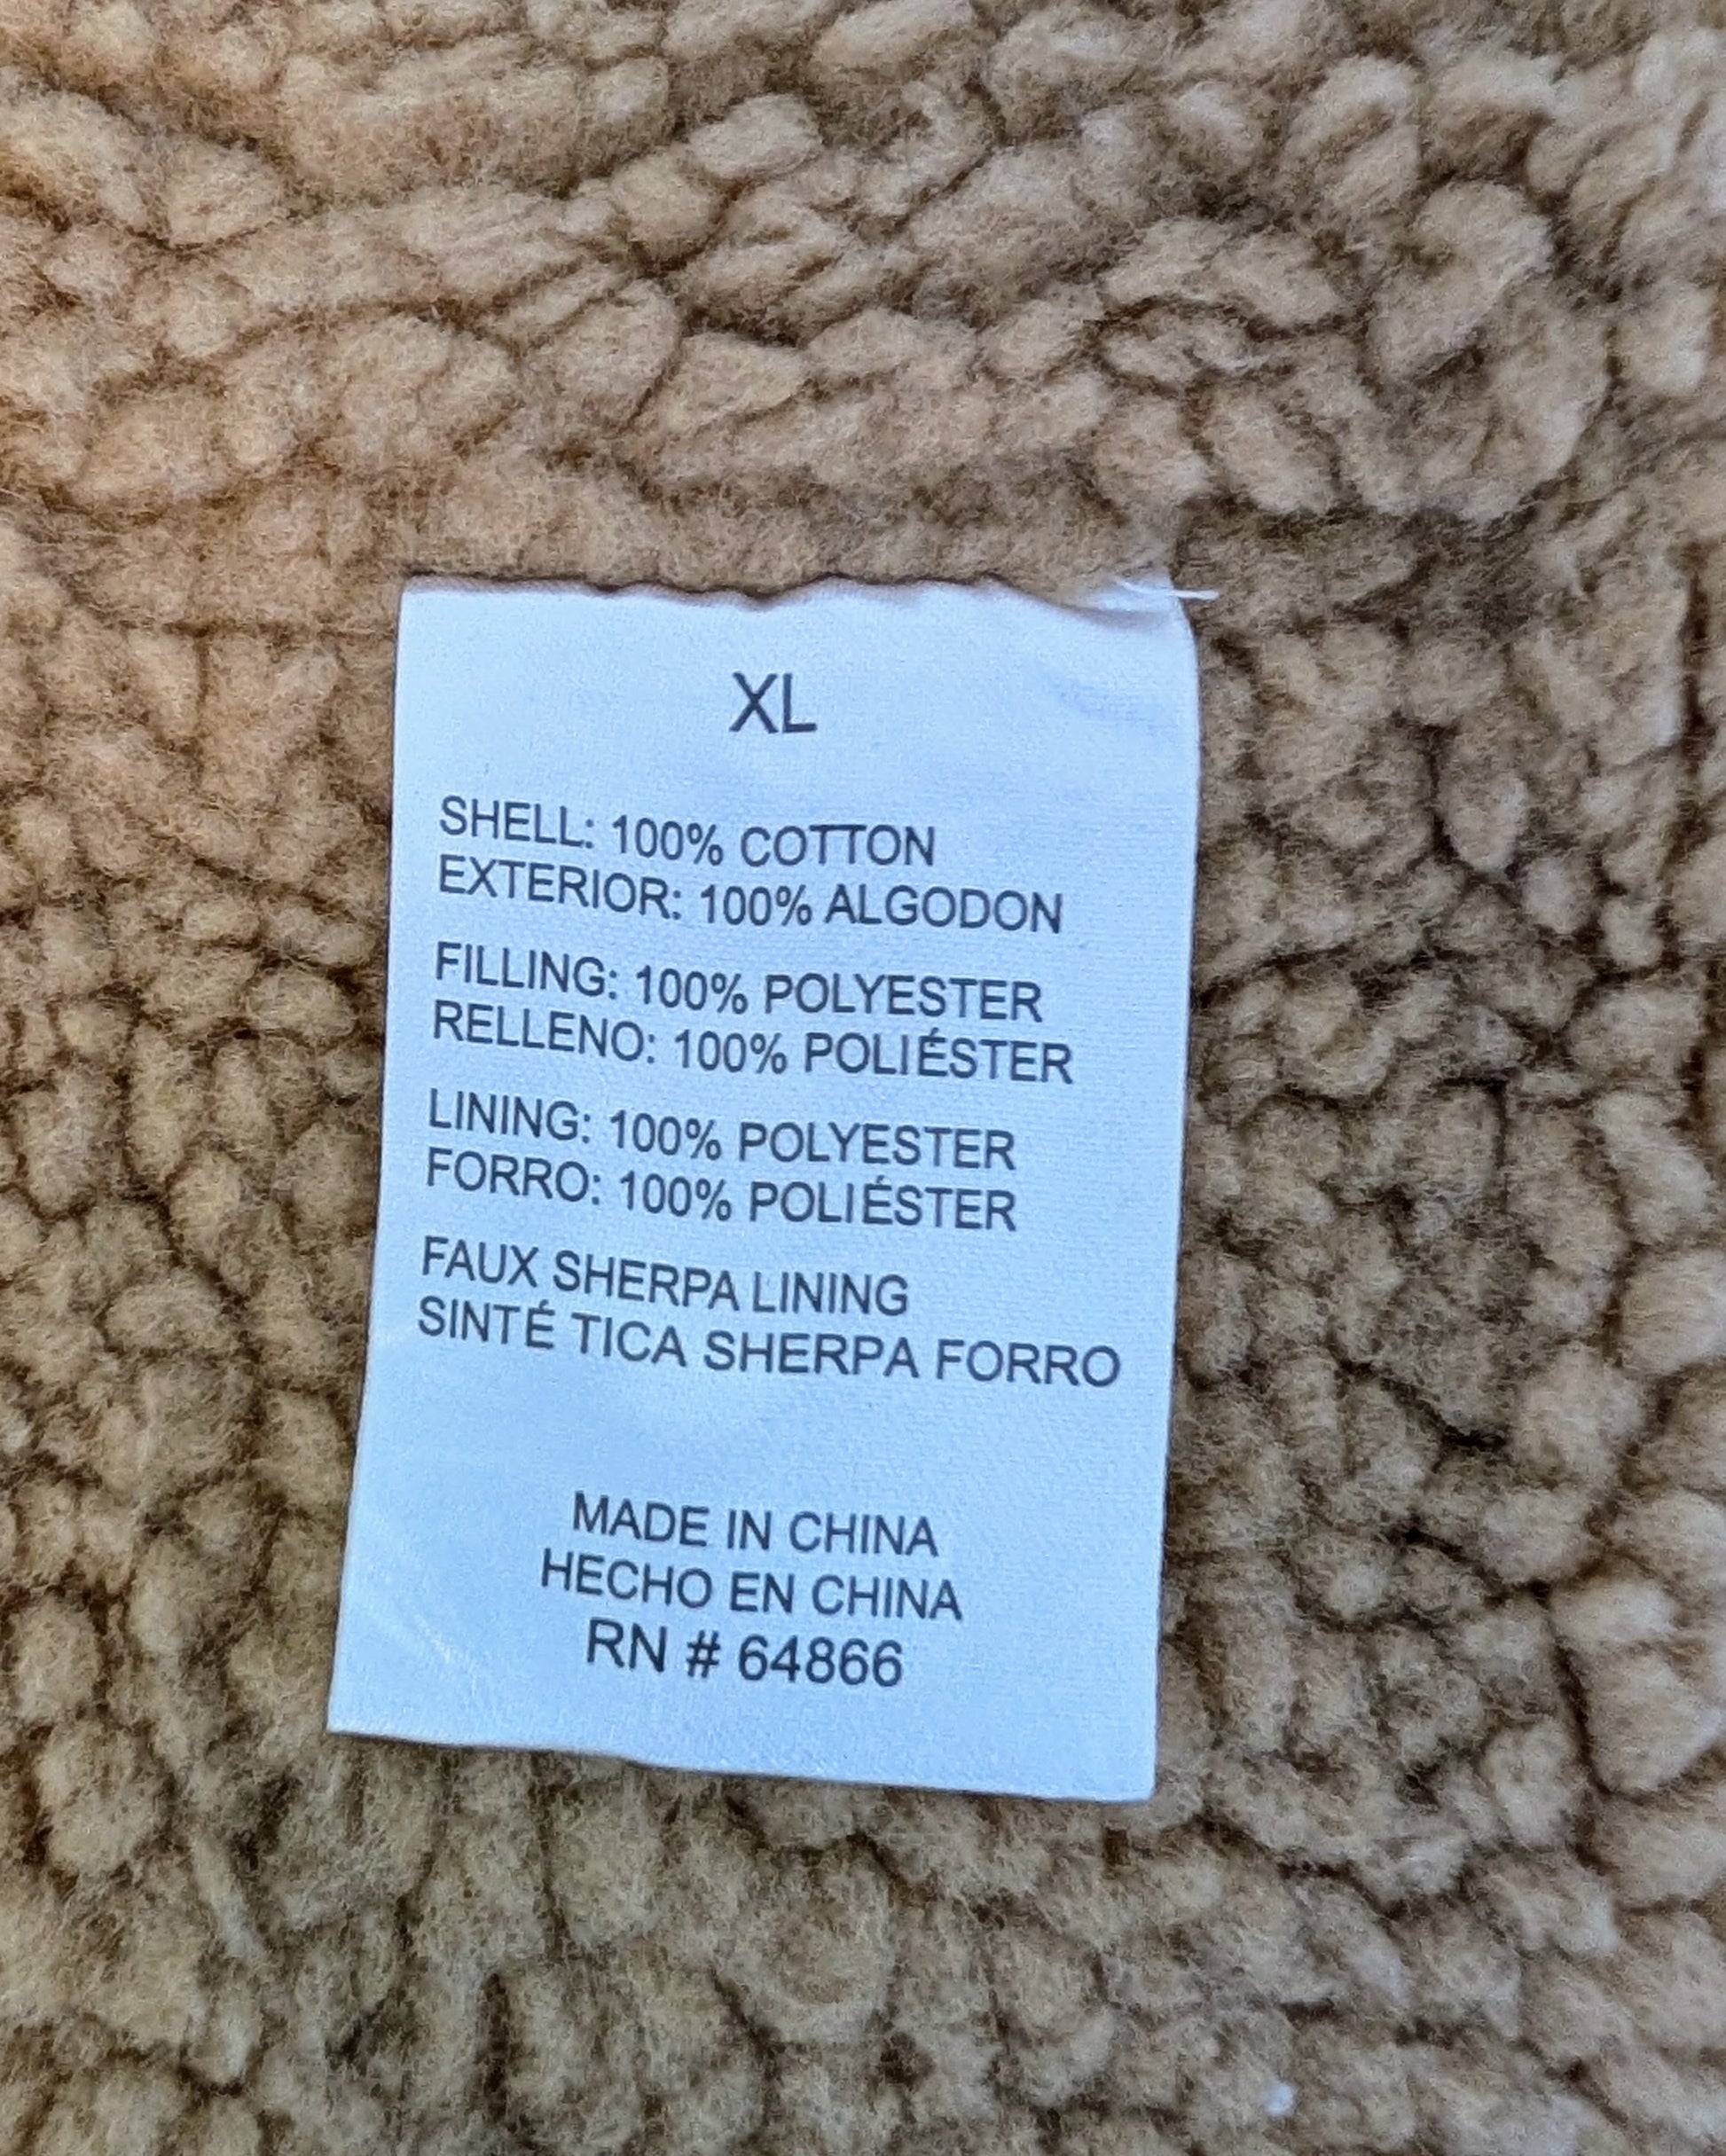 XL
SHELL: 100% COTTON
EXTERIOR: 100% ALGODON
FILLING: 100% POLYESTER
RELLENO: 100% POLIÉSTER
LINING: 100% POLYESTER
FORRO: 100% POLIÉSTER
FAUX SHERPA LINING
SINTÉ TICA SHERPA FORRO
MADE IN CHINA
HECHO EN CHINA
RN # 64866